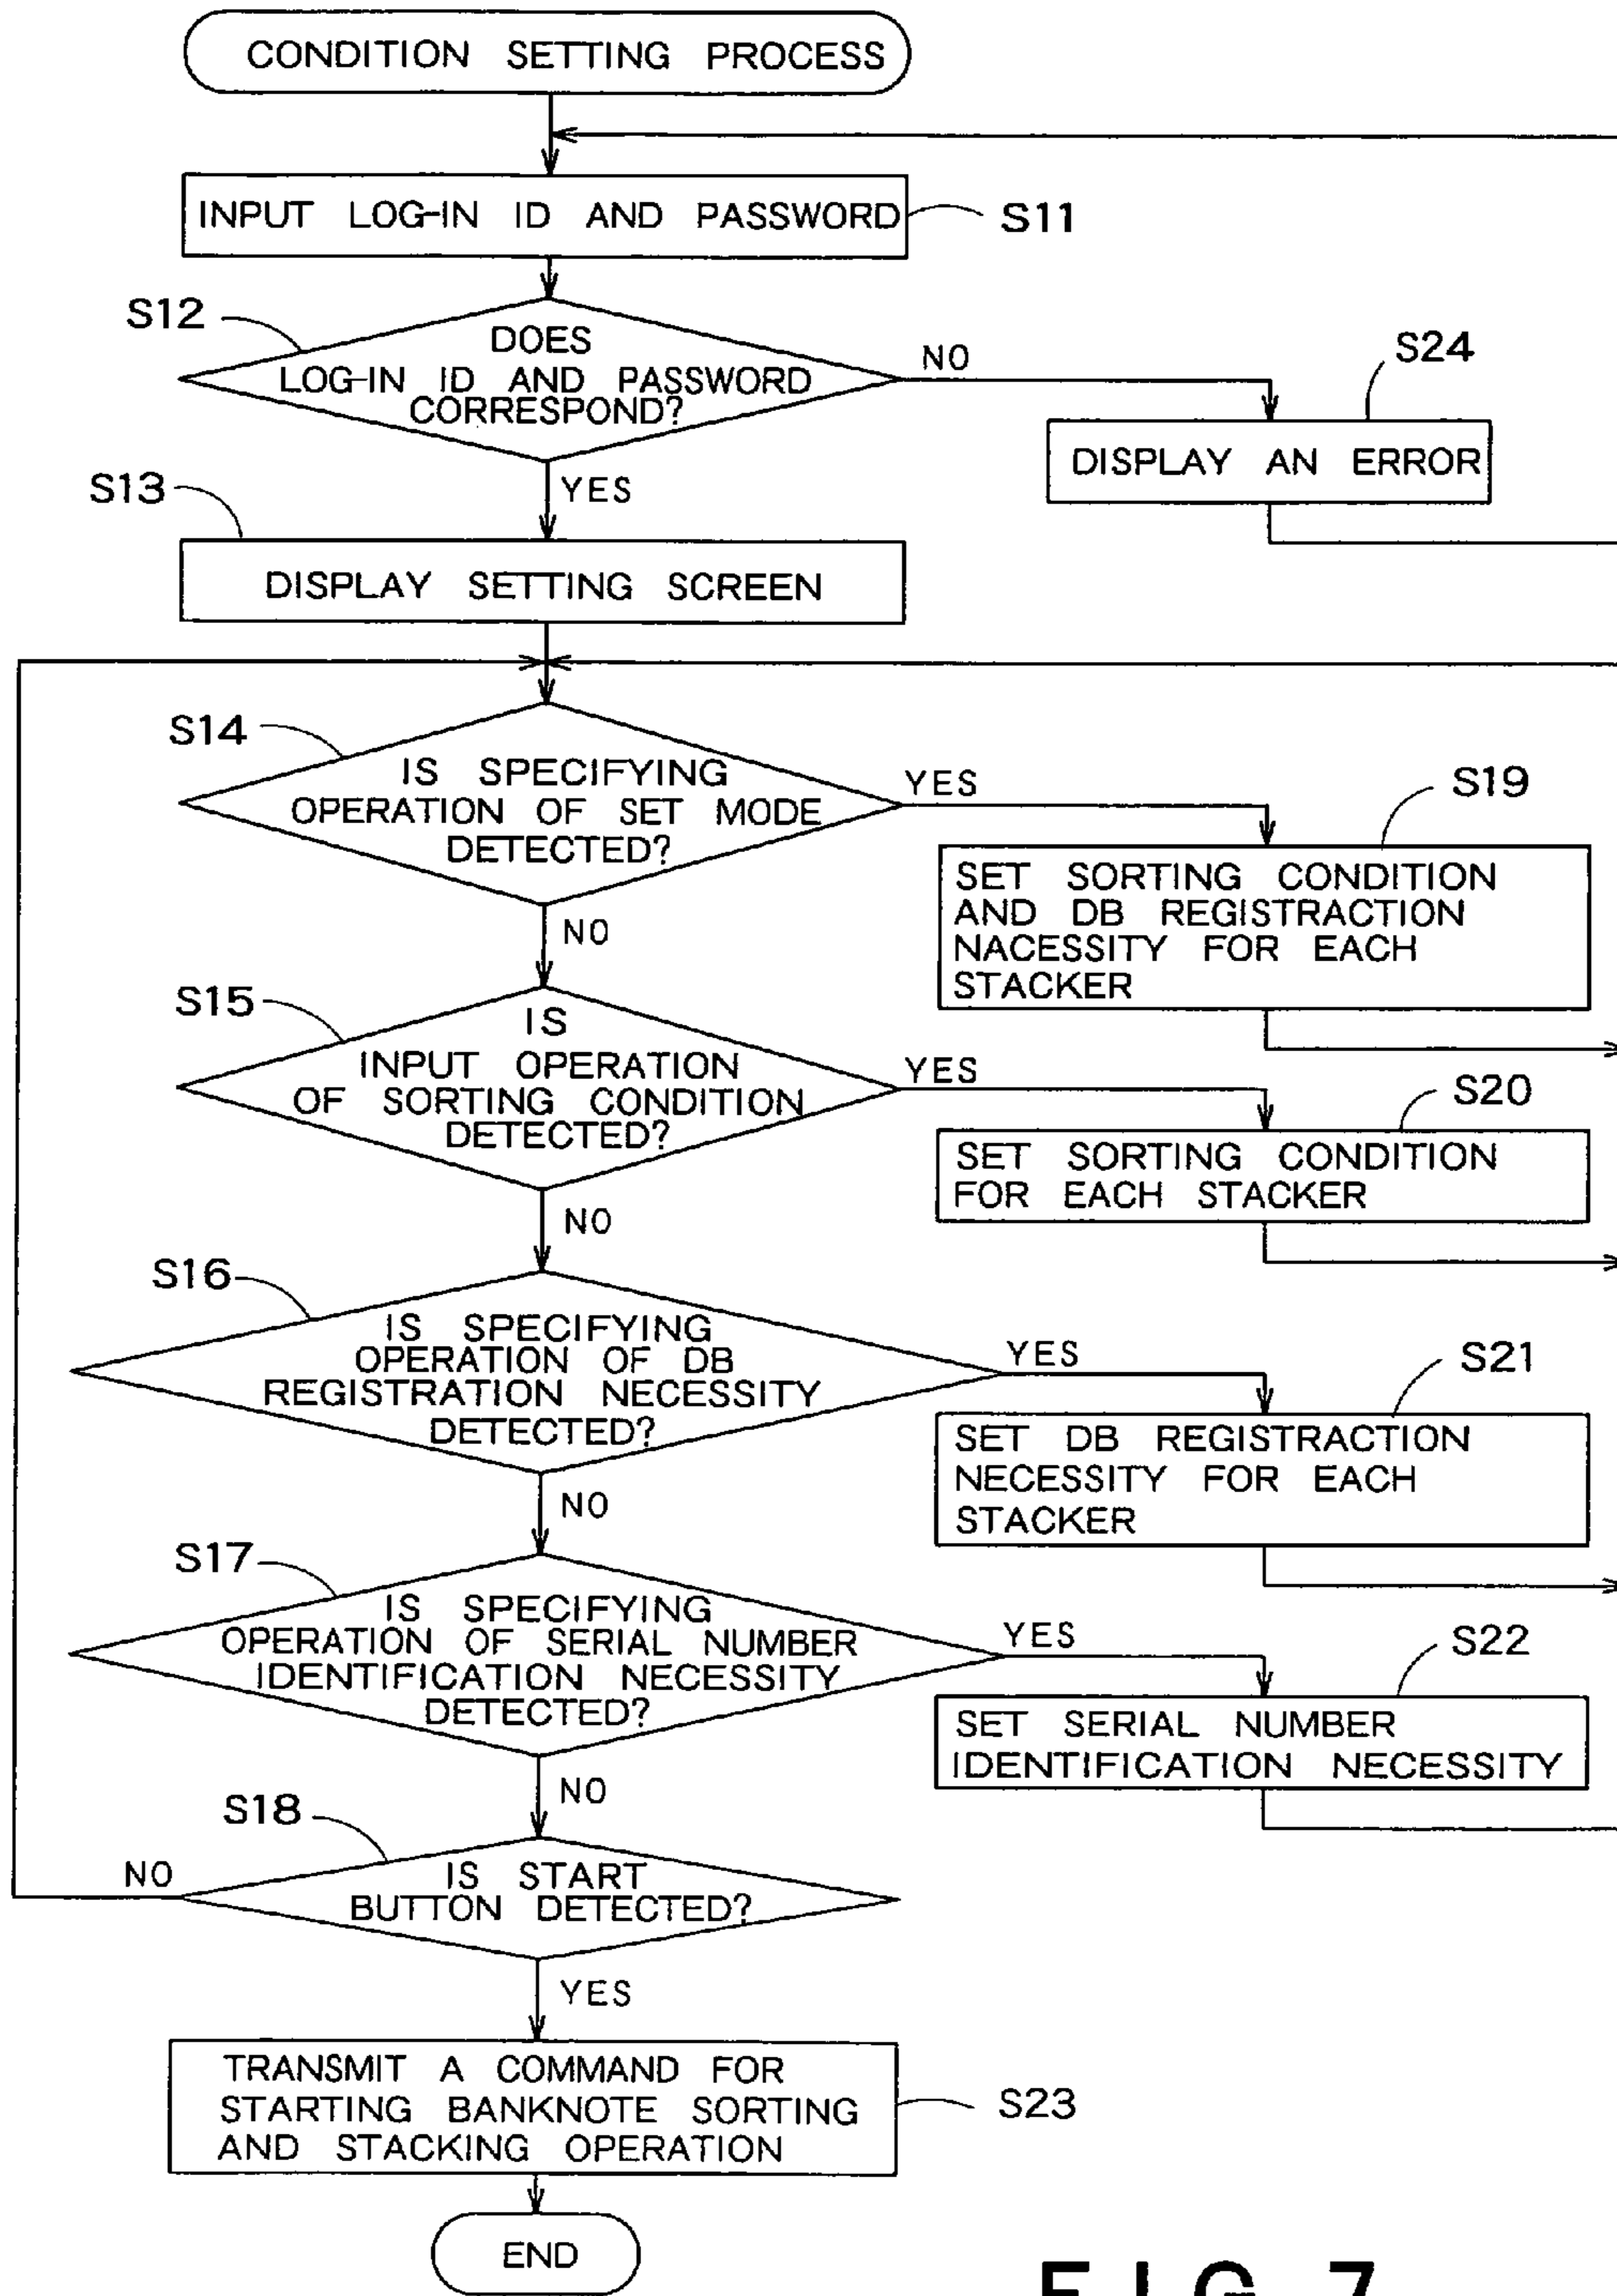 CONDITION SETTING PROCESS
INPUT LOG-IN ID AND PASSWORD
S11
S12
DOES
LOG-IN ID AND PASSWORD
CORRESPOND?
NO
S24
DISPLAY AN ERROR
YES
S13
DISPLAY SETTING SCREEN
S14
IS SPECIFYING
OPERATION OF SET MODE
DETECTED?
YES
S19
SET SORTING CONDITION
AND DB REGISTRACTION
NACESSITY FOR EACH
STACKER
NO
S15
IS
INPUT OPERATION
OF SORTING CONDITION
DETECTED?
YES
S20
SET SORTING CONDITION
FOR EACH STACKER
NO
S16
IS SPECIFYING
OPERATION OF DB
REGISTRATION NECESSITY
DETECTED?
YES
S21
SET DB REGISTRACTION
NECESSITY FOR EACH
STACKER
NO
S17
IS SPECIFYING
OPERATION OF SERIAL NUMBER
IDENTIFICATION NECESSITY
DETECTED?
YES
S22
SET SERIAL NUMBER
IDENTIFICATION NECESSITY
NO
S18
IS START
BUTTON DETECTED?
NO
YES
TRANSMIT A COMMAND FOR
STARTING BANKNOTE SORTING
AND STACKING OPERATION
S23
END
FIG. 7